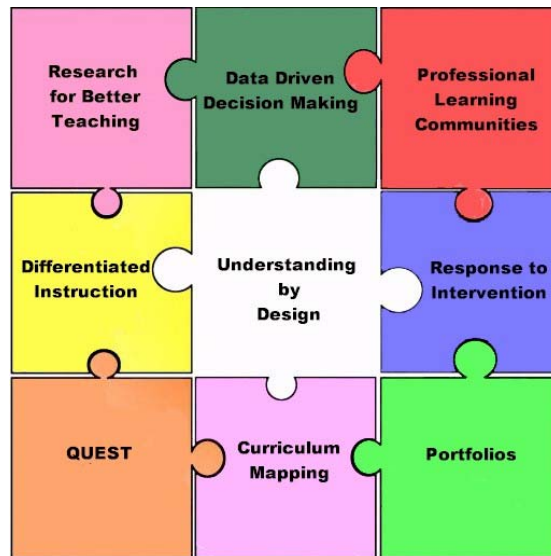 Research
for Better
Teaching
Data Driven
Decision Making
Professional
Learning
Communities
Differentiated
Instruction
Understanding
by
Design
Response to
Intervention
QUEST
Curriculum
Mapping
Portfolios